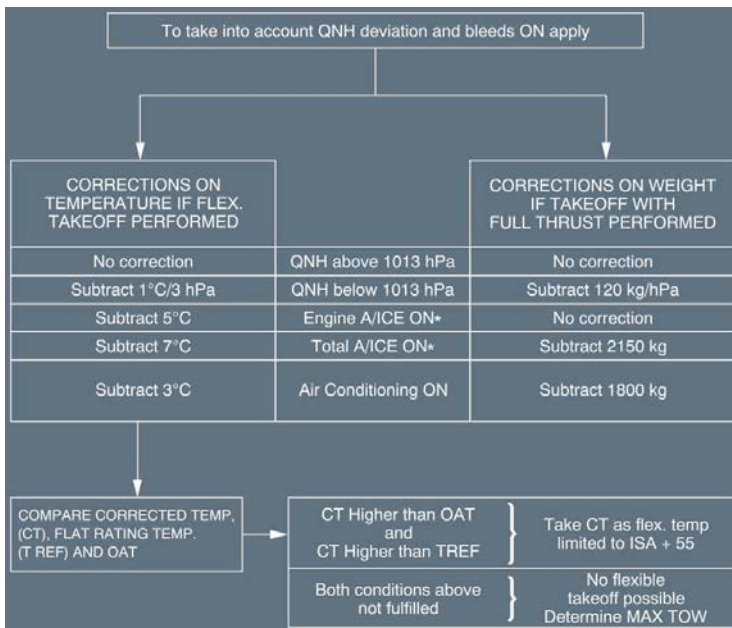 To take into account QNH deviation and bleeds ON apply
CORRECTIONS ON
TEMPERATURE IF FLEX.
TAKEOFF PERFORMED
CORRECTIONS ON WEIGHT
IF TAKEOFF WITH
FULL THRUST PERFORMED
No correction
QNH above 1013 hPa
No correction
Subtract 1°C/3 hPa
QNH below 1013 hPa
Subtract 120 kg/hPa
Subtract 5°C
Engine A/ICE ON*
No correction
Subtract 7°C
Total A/ICE ON*
Subtract 2150 kg
Subtract 3°C
Air Conditioning ON
Subtract 1800 kg
COMPARE CORRECTED TEMP,
(CT), FLAT RATING TEMP.
(T REF) AND OAT
CT Higher than OAT
and
CT Higher than TREF
Take CT as flex. temp
limited to ISA + 55
Both conditions above
not fulfilled
No flexible
takeoff possible
Determine MAX TOW